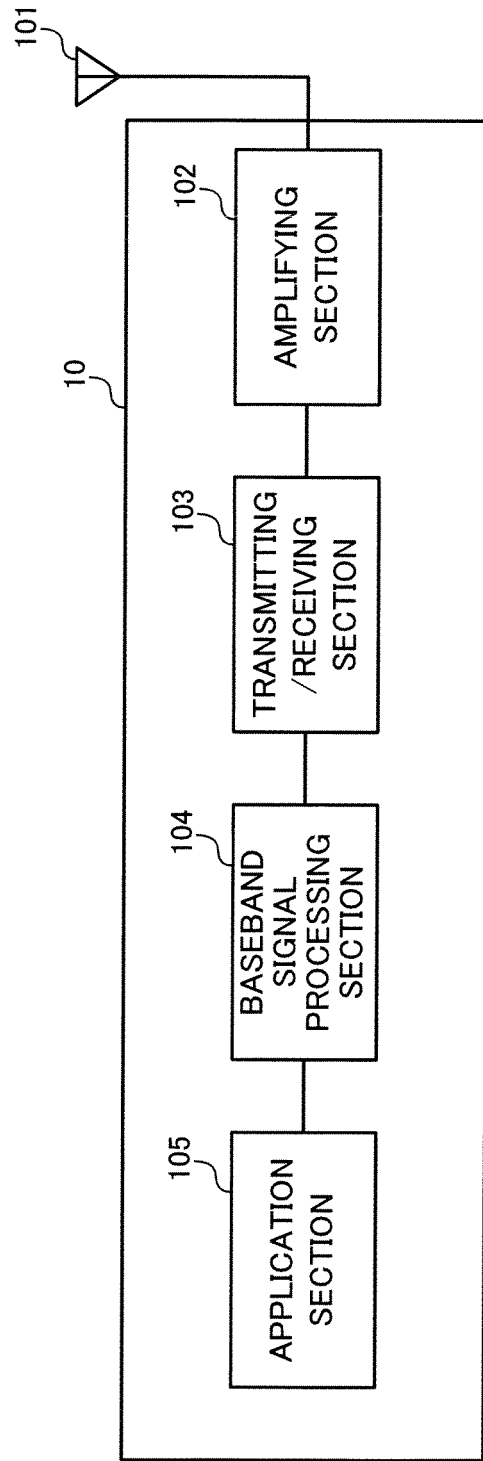 10
101
105
APPLICATION
SECTION
104
BASEBAND
SIGNAL
PROCESSING
SECTION
103
TRANSMITTING
/RECEIVING
SECTION
102
AMPLIFYING
SECTION